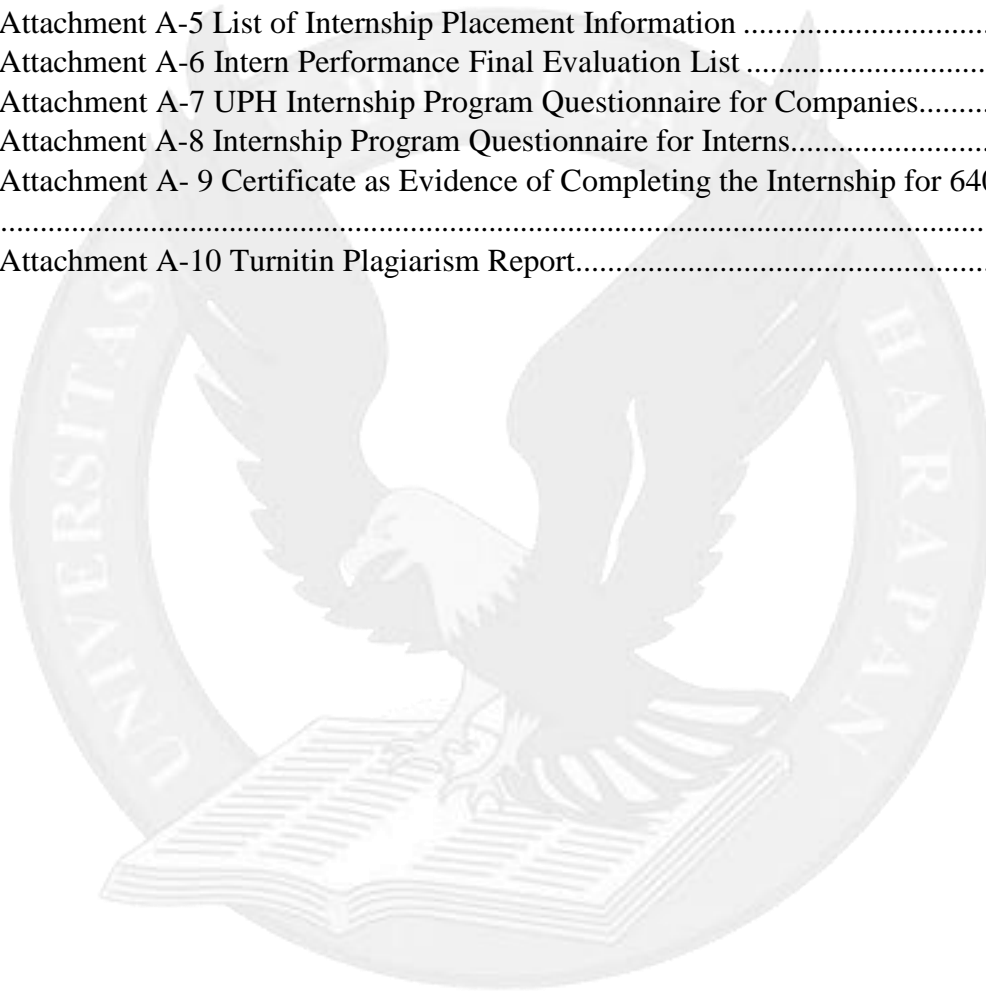 Attachment A-5 List of Internship Placement Information ...............................
Attachment A-6 Intern Performance Final Evaluation List ..............................
Attachment A-7 UPH Internship Program Questionnaire for Companies.........
Attachment A-8 Internship Program Questionnaire for Interns.........................
Attachment A- 9 Certificate as Evidence of Completing the Internship for 640
..............................................................................................................................
Attachment A-10 Turnitin Plagiarism Report....................................................
UNIVERSITAS
HARAPAN